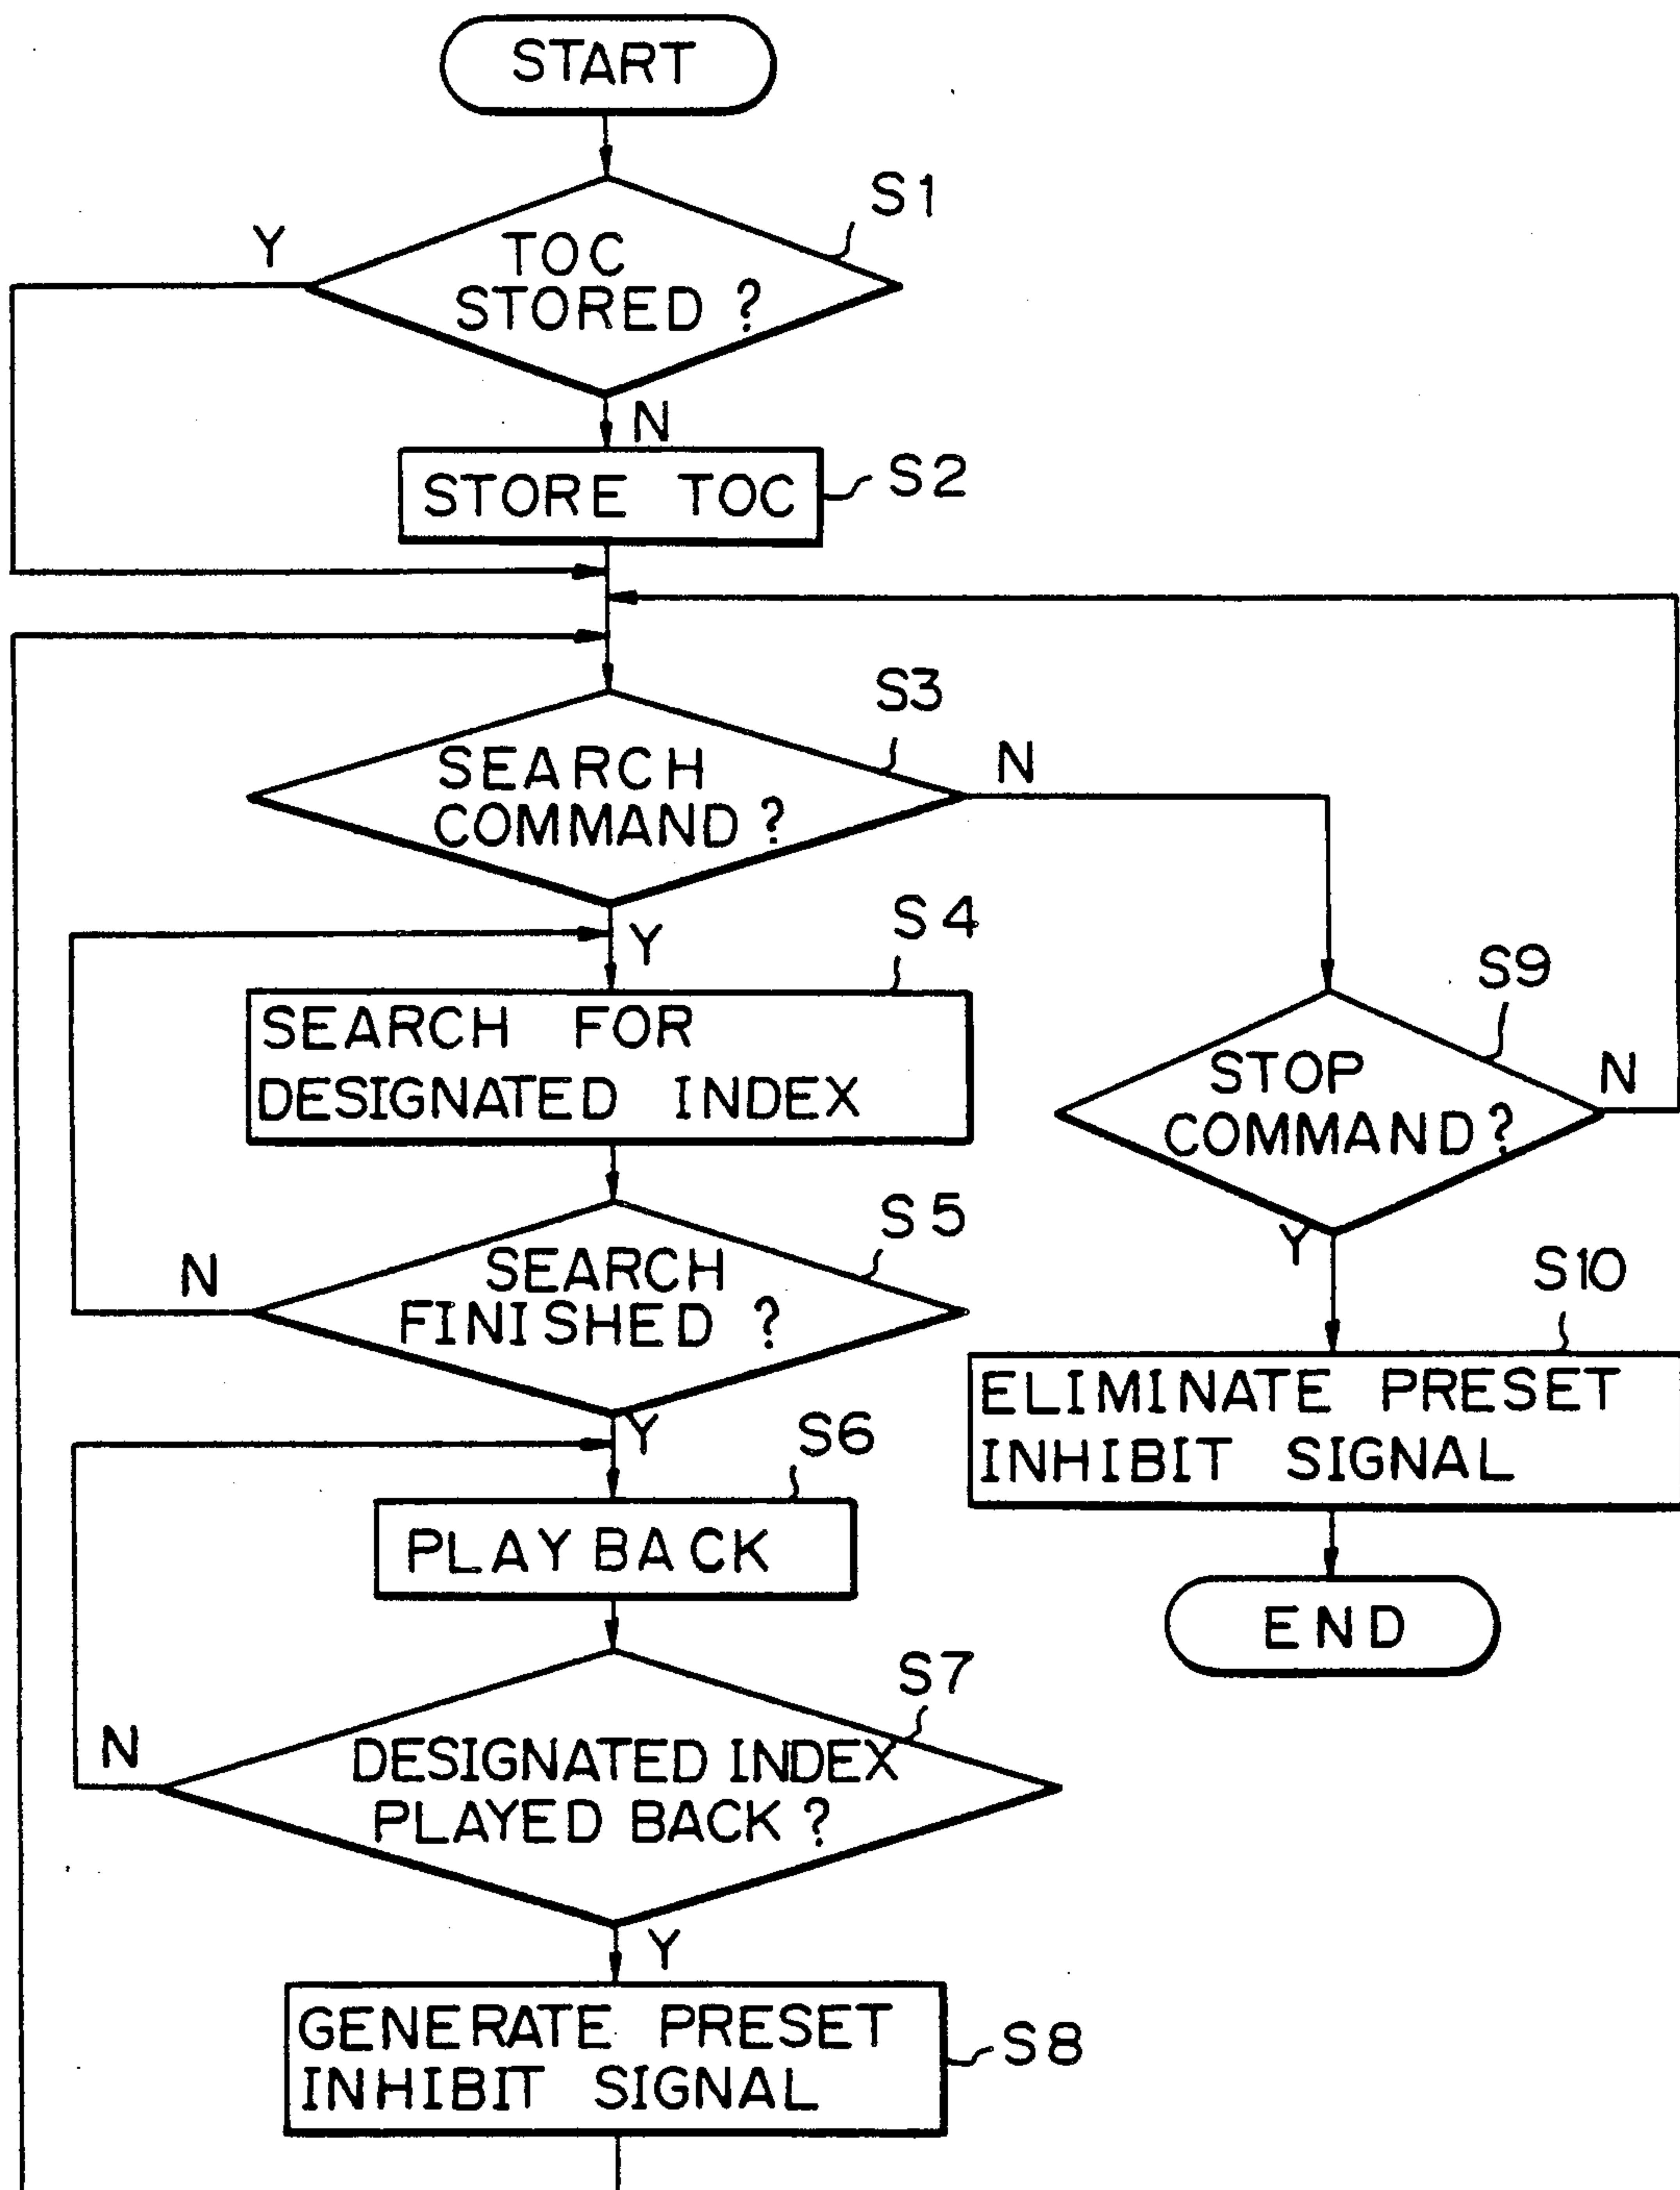 START
S1
Y
TOC
STORED ?
N
STORE TOC
S2
S3
SEARCH
COMMAND ?
N
Y
S4
SEARCH FOR
DESIGNATED INDEX
S9
STOP
COMMAND ?
N
Y
S5
SEARCH
FINISHED ?
N
Y
S10
ELIMINATE PRESET
INHIBIT SIGNAL
S6
PLAY BACK
END
S7
DESIGNATED INDEX
PLAYED BACK ?
N
Y
GENERATE PRESET
INHIBIT SIGNAL
S8